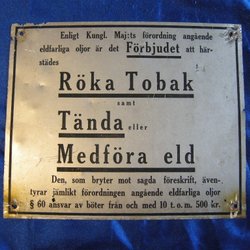 Enligt Kungl. Maj:ts förordning angående
eldfarliga oljor är det Förbjudet att här-
städes
Röka Tobak
samt
Tända eller
Medföra eld
Den, som bryter mot sagda föreskrift, även-
tyrar jämlikt förordningen angående eldfarliga oljor
§ 60 ansvar av böter från och med 10 t. o. m. 500 kr.